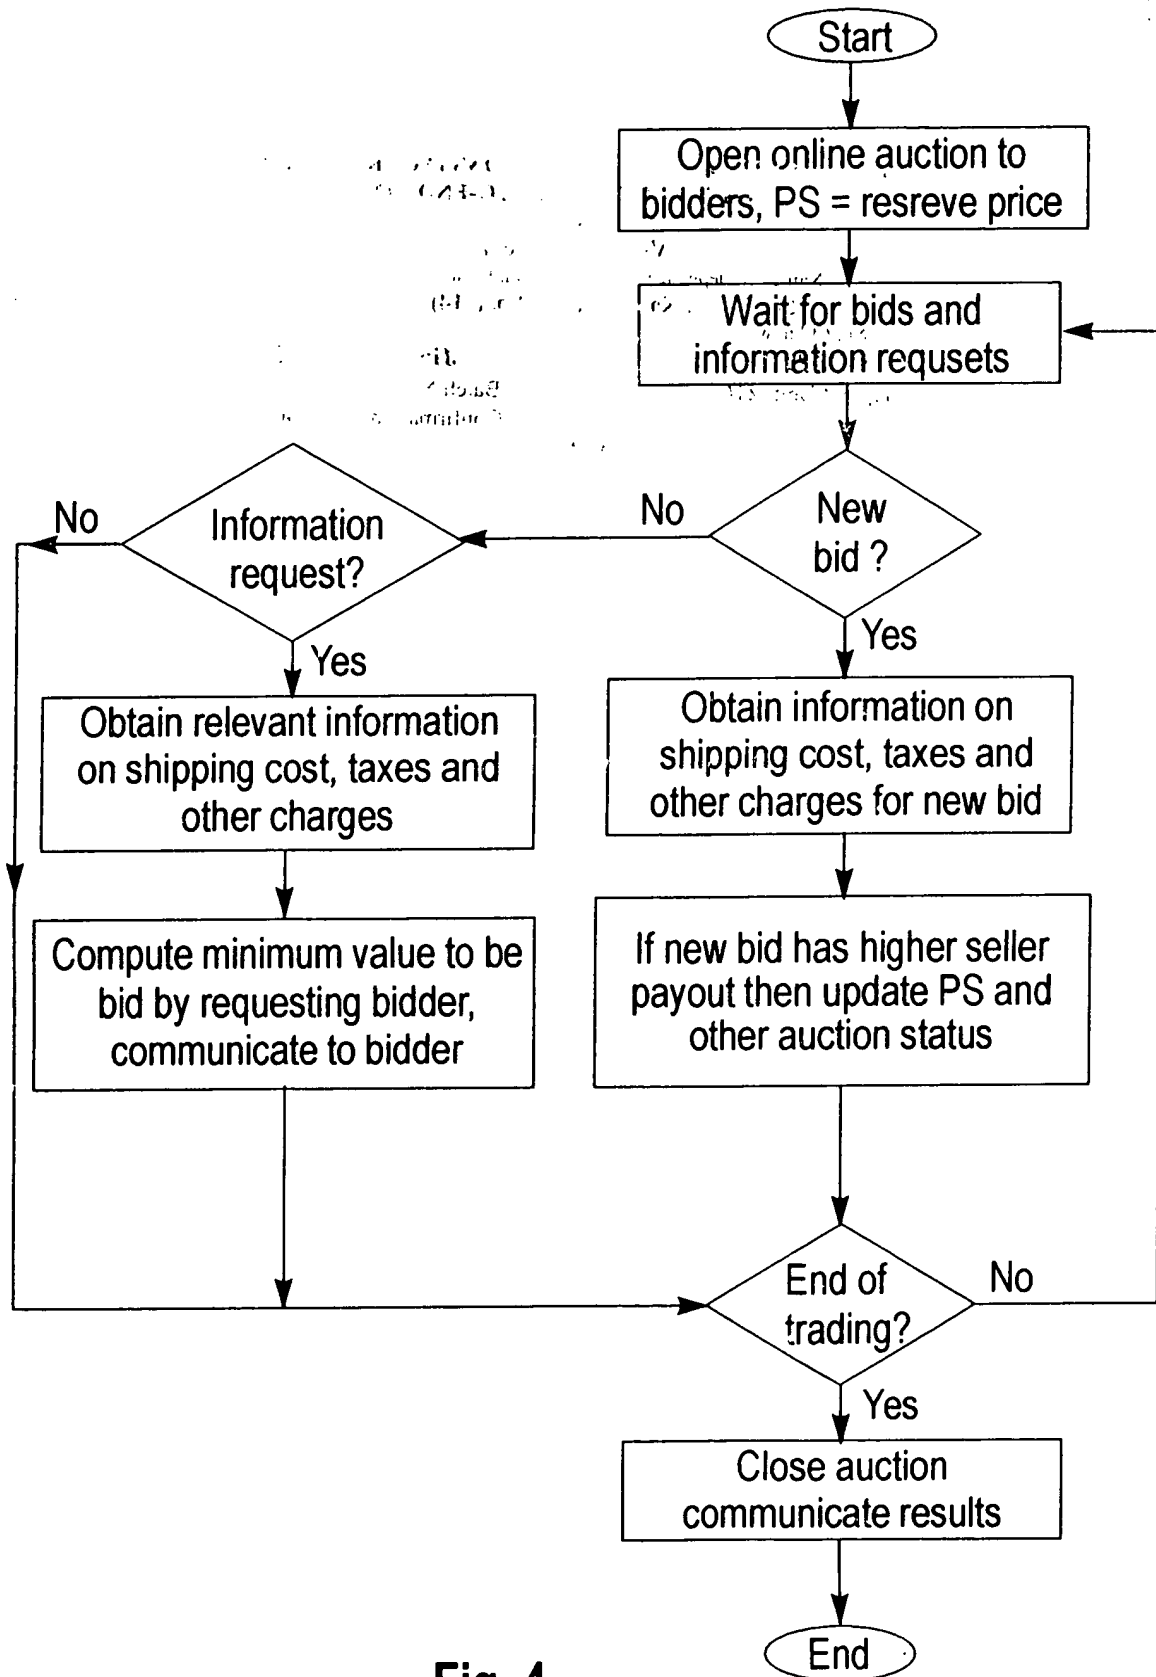 Start
Open online auction to
bidders, PS = resreve price
Wait for bids and
information requsets
New
bid ?
No
Yes
Information
request?
No
Yes
Obtain relevant information
on shipping cost, taxes and
other charges
Obtain information on
shipping cost, taxes and
other charges for new bid
Compute minimum value to be
bid by requesting bidder,
communicate to bidder
If new bid has higher seller
payout then update PS and
other auction status
End of
trading?
No
Yes
Close auction
communicate results
End
Fig. 4